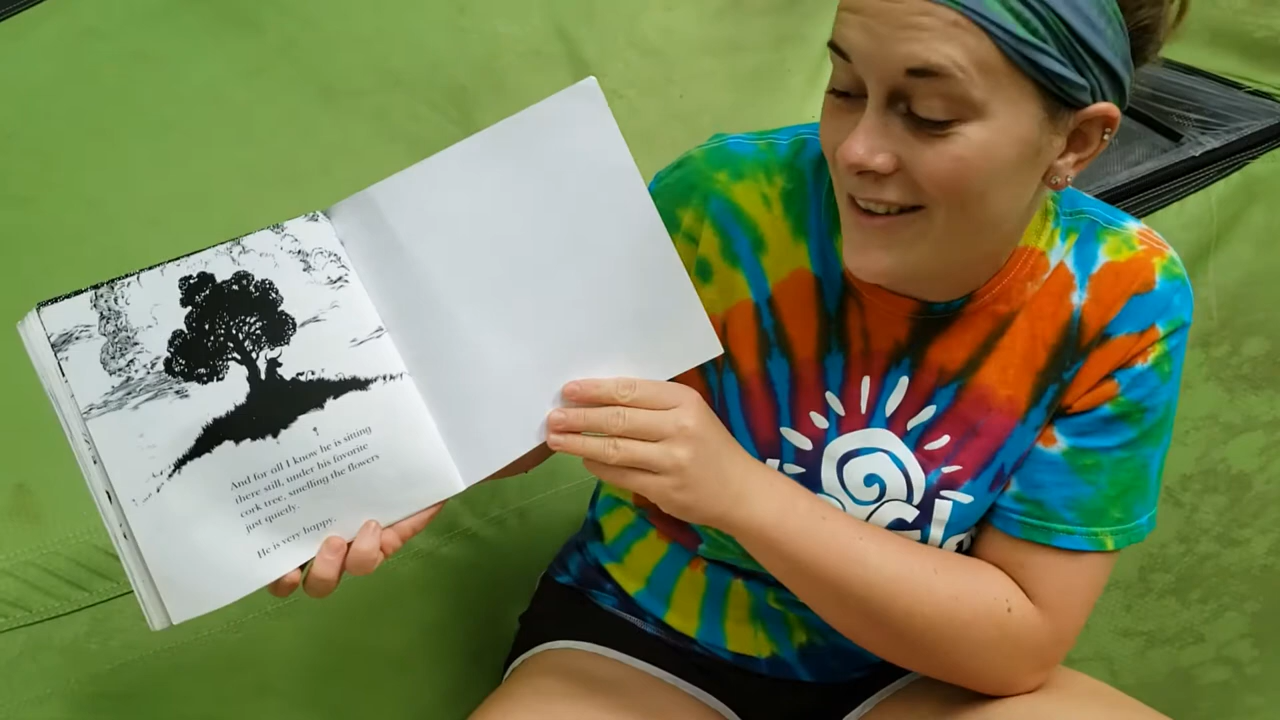 And for all I know he is sitting
there still, under his favorite
cork tree, smelling the flowers
just quietly.
He is very happy.